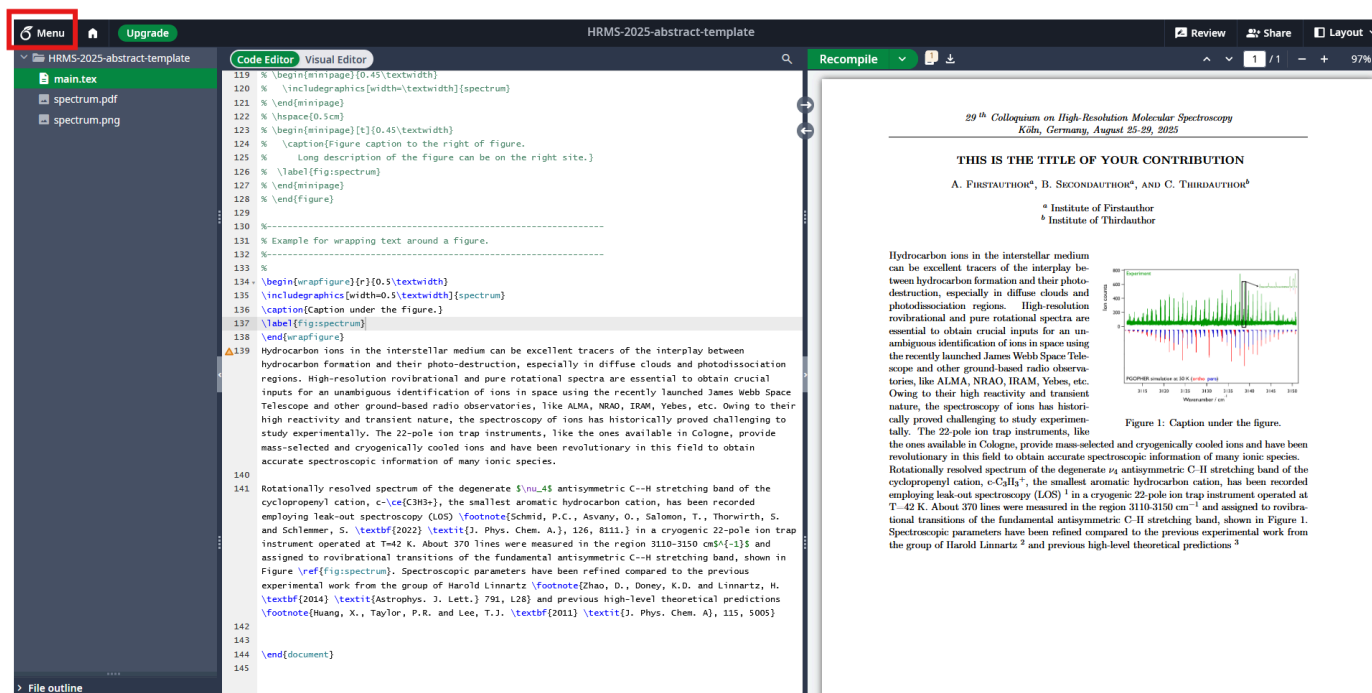 Menu
Upgrade
HRMS-2025-abstract-template
Review
Share
Layout
HRMS-2025-abstract-template
main.tex
spectrum.pdf
spectrum.png
File outline
Code Editor
Visual Editor
119 % \begin{minipage}{0.45\textwidth}
120 %   \includegraphics[width=\textwidth]{spectrum}
121 % \end{minipage}
122 % \hspace{0.5cm}
123 % \begin{minipage}[t]{0.45\textwidth}
124 %   \caption{Figure caption to the right of figure.
125 %      Long description of the figure can be on the right site.}
126 %  \label{fig:spectrum}
127 % \end{minipage}
128 % \end{figure}
129
130 %----------------------------------------------------------------
131 % Example for wrapping text around a figure.
132 %----------------------------------------------------------------
133 %
134 \begin{wrapfigure}{r}{0.5\textwidth}
135 \includegraphics[width=0.5\textwidth]{spectrum}
136 \caption{Caption under the figure.}
137 \label{fig:spectrum}
138 \end{wrapfigure}
139 Hydrocarbon ions in the interstellar medium can be excellent tracers of the interplay between
hydrocarbon formation and their photo-destruction, especially in diffuse clouds and photodissociation
regions. High-resolution rovibrational and pure rotational spectra are essential to obtain crucial
inputs for an unambiguous identification of ions in space using the recently launched James Webb Space
Telescope and other ground-based radio observatories, like ALMA, NRAO, IRAM, Yebes, etc. Owing to their
high reactivity and transient nature, the spectroscopy of ions has historically proved challenging to
study experimentally. The 22-pole ion trap instruments, like the ones available in Cologne, provide
mass-selected and cryogenically cooled ions and have been revolutionary in this field to obtain
accurate spectroscopic information of many ionic species.
140
141 Rotationally resolved spectrum of the degenerate $\nu_4$ antisymmetric C--H stretching band of the
cyclopropenyl cation, c-\ce{C3H3+}, the smallest aromatic hydrocarbon cation, has been recorded
employing leak-out spectroscopy (LOS) \footnote{Schmid, P.C., Asvany, O., Salomon, T., Thorwirth, S.
and Schlemmer, S. \textbf{2022} \textit{J. Phys. Chem. A.}, 126, 8111.} in a cryogenic 22-pole ion trap
instrument operated at T=42 K. About 370 lines were measured in the region 3110-3150 cm$^{-1}$ and
assigned to rovibrational transitions of the fundamental antisymmetric C-H stretching band, shown in
Figure \ref{fig:spectrum}. Spectroscopic parameters have been refined compared to the previous
experimental work from the group of Harold Linnartz \footnote{Zhao, D., Doney, K.D. and Linnartz, H.
\textbf{2014} \textit{Astrophys. J. Lett.} 791, L28} and previous high-level theoretical predictions
\footnote{Huang, X., Taylor, P.R. and Lee, T.J. \textbf{2011} \textit{J. Phys. Chem. A}, 115, 5005}
142
143
144 \end{document}
145
Recompile
1
1 / 1
97%
29 th Colloquium on High-Resolution Molecular Spectroscopy
Köln, Germany, August 25-29, 2025
THIS IS THE TITLE OF YOUR CONTRIBUTION
A. Firstauthorᵃ, B. Secondauthorᵃ, and C. Thirdauthorᵇ
ᵃ Institute of Firstauthor
ᵇ Institute of Thirdauthor
Hydrocarbon ions in the interstellar medium
can be excellent tracers of the interplay be-
tween hydrocarbon formation and their photo-
destruction, especially in diffuse clouds and
photodissociation regions. High-resolution
rovibrational and pure rotational spectra are
essential to obtain crucial inputs for an un-
ambiguous identification of ions in space using
the recently launched James Webb Space Tele-
scope and other ground-based radio observa-
tories, like ALMA, NRAO, IRAM, Yebes, etc.
Owing to their high reactivity and transient
nature, the spectroscopy of ions has histori-
cally proved challenging to study experimen-
tally. The 22-pole ion trap instruments, like
800
600
400
200
0
Ion counts
Experiment
PGOPHER simulation at 50 K (ortho: para)
3115 3120 3125 3130 3135 3140 3145 3150
Wavenumber / cm⁻¹
Figure 1: Caption under the figure.
the ones available in Cologne, provide mass-selected and cryogenically cooled ions and have been
revolutionary in this field to obtain accurate spectroscopic information of many ionic species.
Rotationally resolved spectrum of the degenerate ν₄ antisymmetric C–H stretching band of the
cyclopropenyl cation, c-C₃H₃⁺, the smallest aromatic hydrocarbon cation, has been recorded
employing leak-out spectroscopy (LOS) ¹ in a cryogenic 22-pole ion trap instrument operated at
T=42 K. About 370 lines were measured in the region 3110-3150 cm⁻¹ and assigned to rovibra-
tional transitions of the fundamental antisymmetric C-H stretching band, shown in Figure 1.
Spectroscopic parameters have been refined compared to the previous experimental work from
the group of Harold Linnartz ² and previous high-level theoretical predictions ³